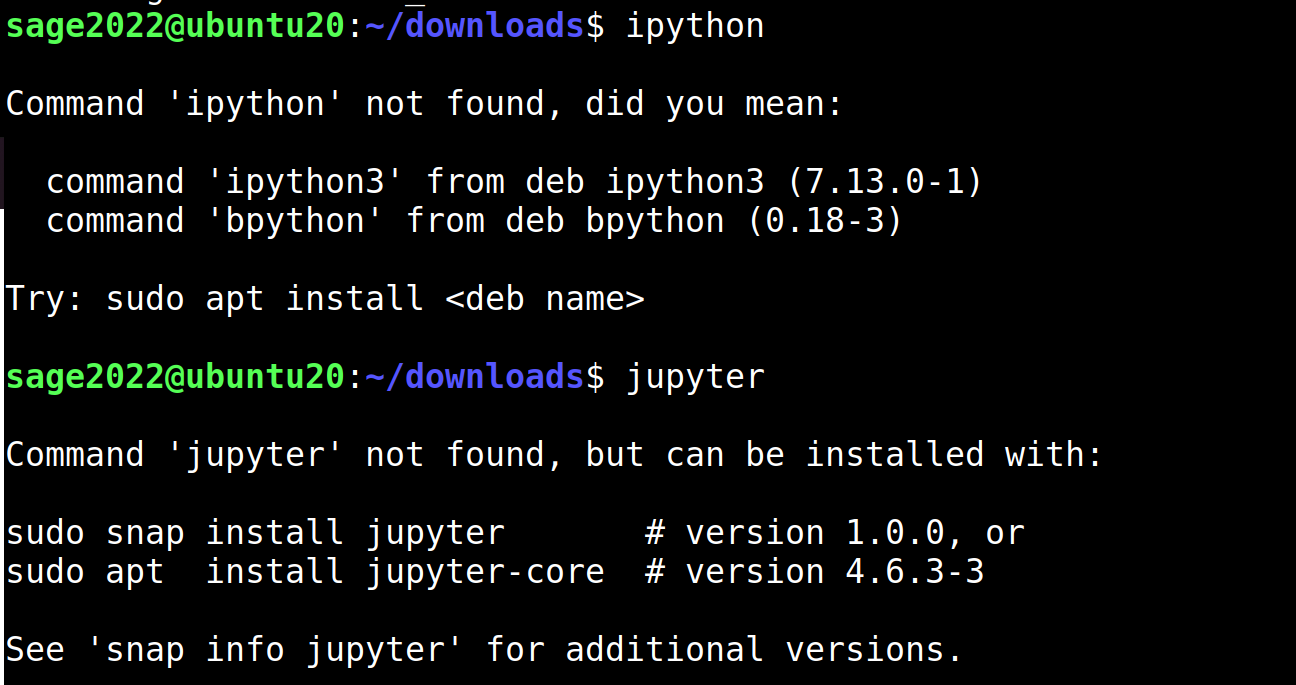 sage2022@ubuntu20:~/downloads$ ipython
Command 'ipython' not found, did you mean:
  command 'ipython3' from deb ipython3 (7.13.0-1)
  command 'bpython' from deb bpython (0.18-3)
Try: sudo apt install <deb name>
sage2022@ubuntu20:~/downloads$ jupyter
Command 'jupyter' not found, but can be installed with:
sudo snap install jupyter       # version 1.0.0, or
sudo apt  install jupyter-core  # version 4.6.3-3
See 'snap info jupyter' for additional versions.